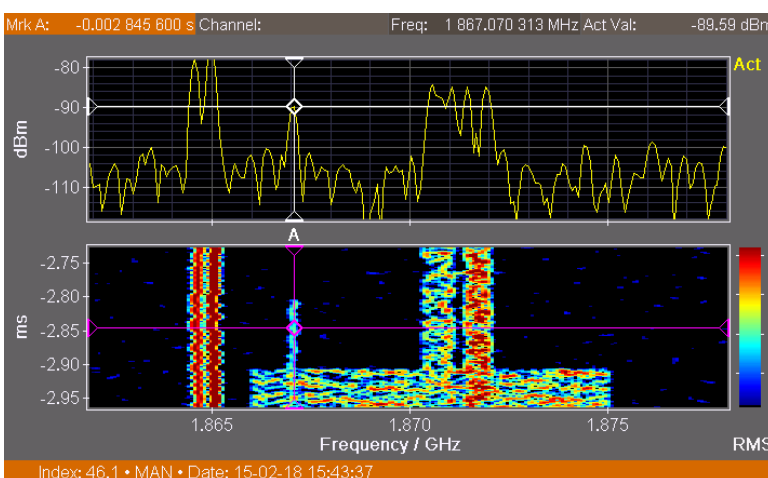 Mrk A: -0.002 845 600 s Channel: Freq: 1 867.070 313 MHz Act Val: -89.59 dBm
Act
-80
-90
-100
-110
dBm
A
-2.75
-2.80
-2.85
-2.90
-2.95
ms
1.865 1.870 1.875
Frequency / GHz
RMS
Index: 46.1 • MAN • Date: 15-02-18 15:43:37